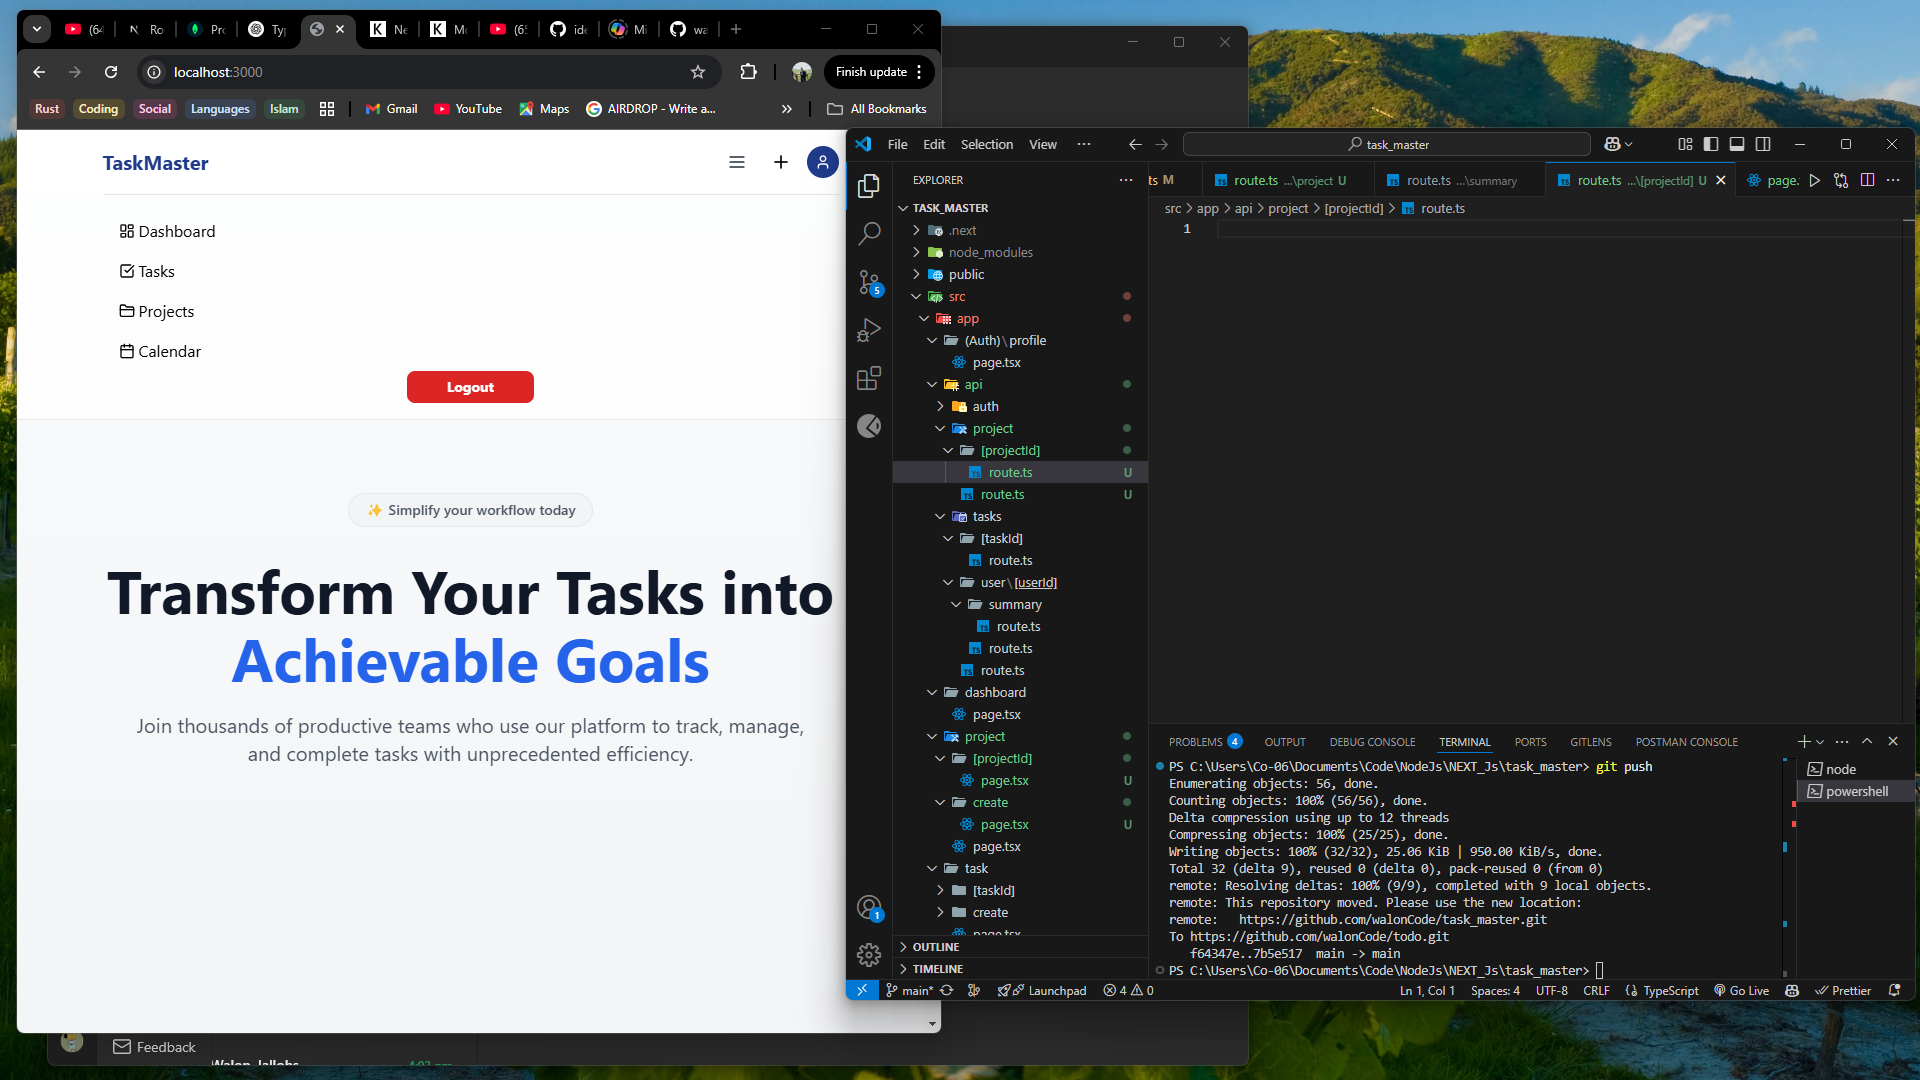 (64
Ro
Pro
Typ
Ne
Mo
(65
ide
Mi
wa
localhost:3000
Finish update
Rust
Coding
Social
Languages
Islam
Gmail
YouTube
Maps
AIRDROP - Write a...
All Bookmarks
TaskMaster
Dashboard
Tasks
Projects
Calendar
Logout
✨ Simplify your workflow today
Transform Your Tasks into
Achievable Goals
Join thousands of productive teams who use our platform to track, manage,
and complete tasks with unprecedented efficiency.
Feedback
Walon Jallohs
File Edit Selection View ···
task_master
EXPLORER
TASK_MASTER
.next
node_modules
public
src
app
(Auth)\profile
page.tsx
api
auth
project
[projectId]
route.ts U
route.ts U
tasks
[taskId]
route.ts
user\[userId]
summary
route.ts
route.ts
route.ts
dashboard
page.tsx
project
[projectId]
page.tsx U
create
page.tsx U
page.tsx
task
[taskId]
create
page.tsx
OUTLINE
TIMELINE
5
1
ts M
route.ts ...\project U
route.ts ...\summary
route.ts ...\[projectId] U
page.
src > app > api > project > [projectId] > route.ts
1
PROBLEMS 4 OUTPUT DEBUG CONSOLE TERMINAL PORTS GITLENS POSTMAN CONSOLE
PS C:\Users\Co-06\Documents\Code\NodeJs\NEXT_Js\task_master> git push
Enumerating objects: 56, done.
Counting objects: 100% (56/56), done.
Delta compression using up to 12 threads
Compressing objects: 100% (25/25), done.
Writing objects: 100% (32/32), 25.06 KiB | 950.00 KiB/s, done.
Total 32 (delta 9), reused 0 (delta 0), pack-reused 0 (from 0)
remote: Resolving deltas: 100% (9/9), completed with 9 local objects.
remote: This repository moved. Please use the new location:
remote:   https://github.com/walonCode/task_master.git
To https://github.com/walonCode/todo.git
   f64347e..7b5e517  main -> main
PS C:\Users\Co-06\Documents\Code\NodeJs\NEXT_Js\task_master>
node
powershell
main*
Launchpad
4 0
Ln 1, Col 1
Spaces: 4
UTF-8
CRLF
TypeScript
Go Live
Prettier